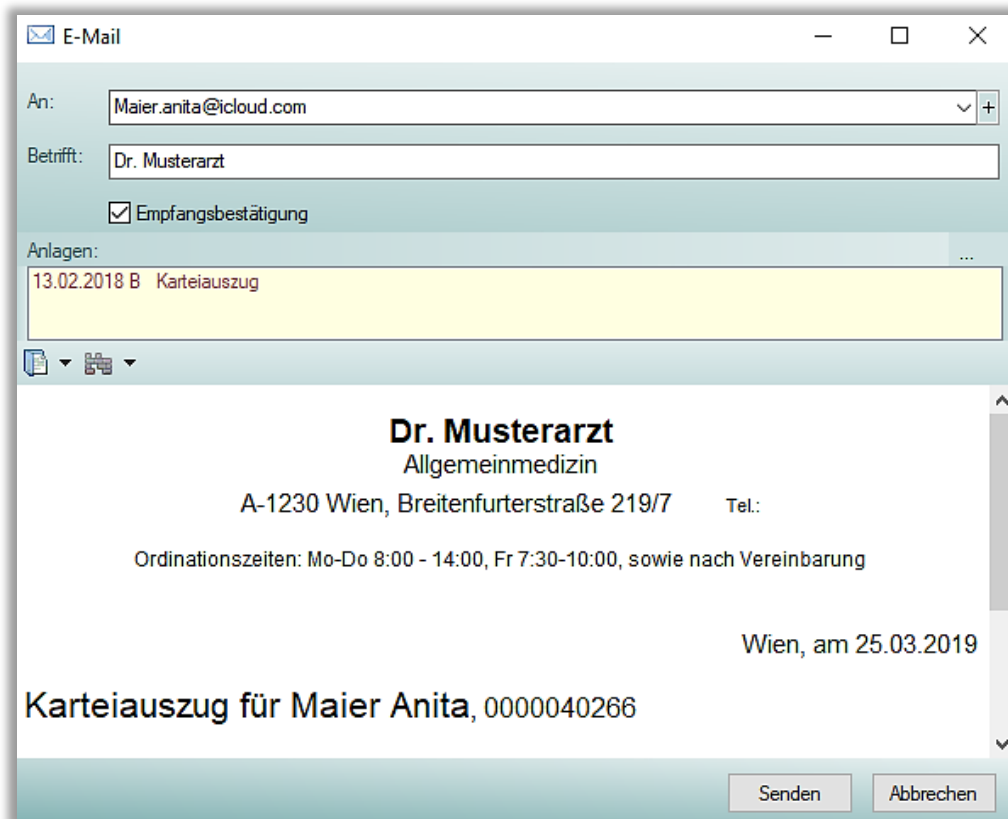 E-Mail
An:
Maier.anita@icloud.com
+
Betrifft:
Dr. Musterarzt
Empfangsbestätigung
Anlagen:
...
13.02.2018 B Karteiauszug
Dr. Musterarzt
Allgemeinmedizin
A-1230 Wien, Breitenfurterstraße 219/7 Tel.:
Ordinationszeiten: Mo-Do 8:00 - 14:00, Fr 7:30-10:00, sowie nach Vereinbarung
Wien, am 25.03.2019
Karteiauszug für Maier Anita, 0000040266
Senden Abbrechen